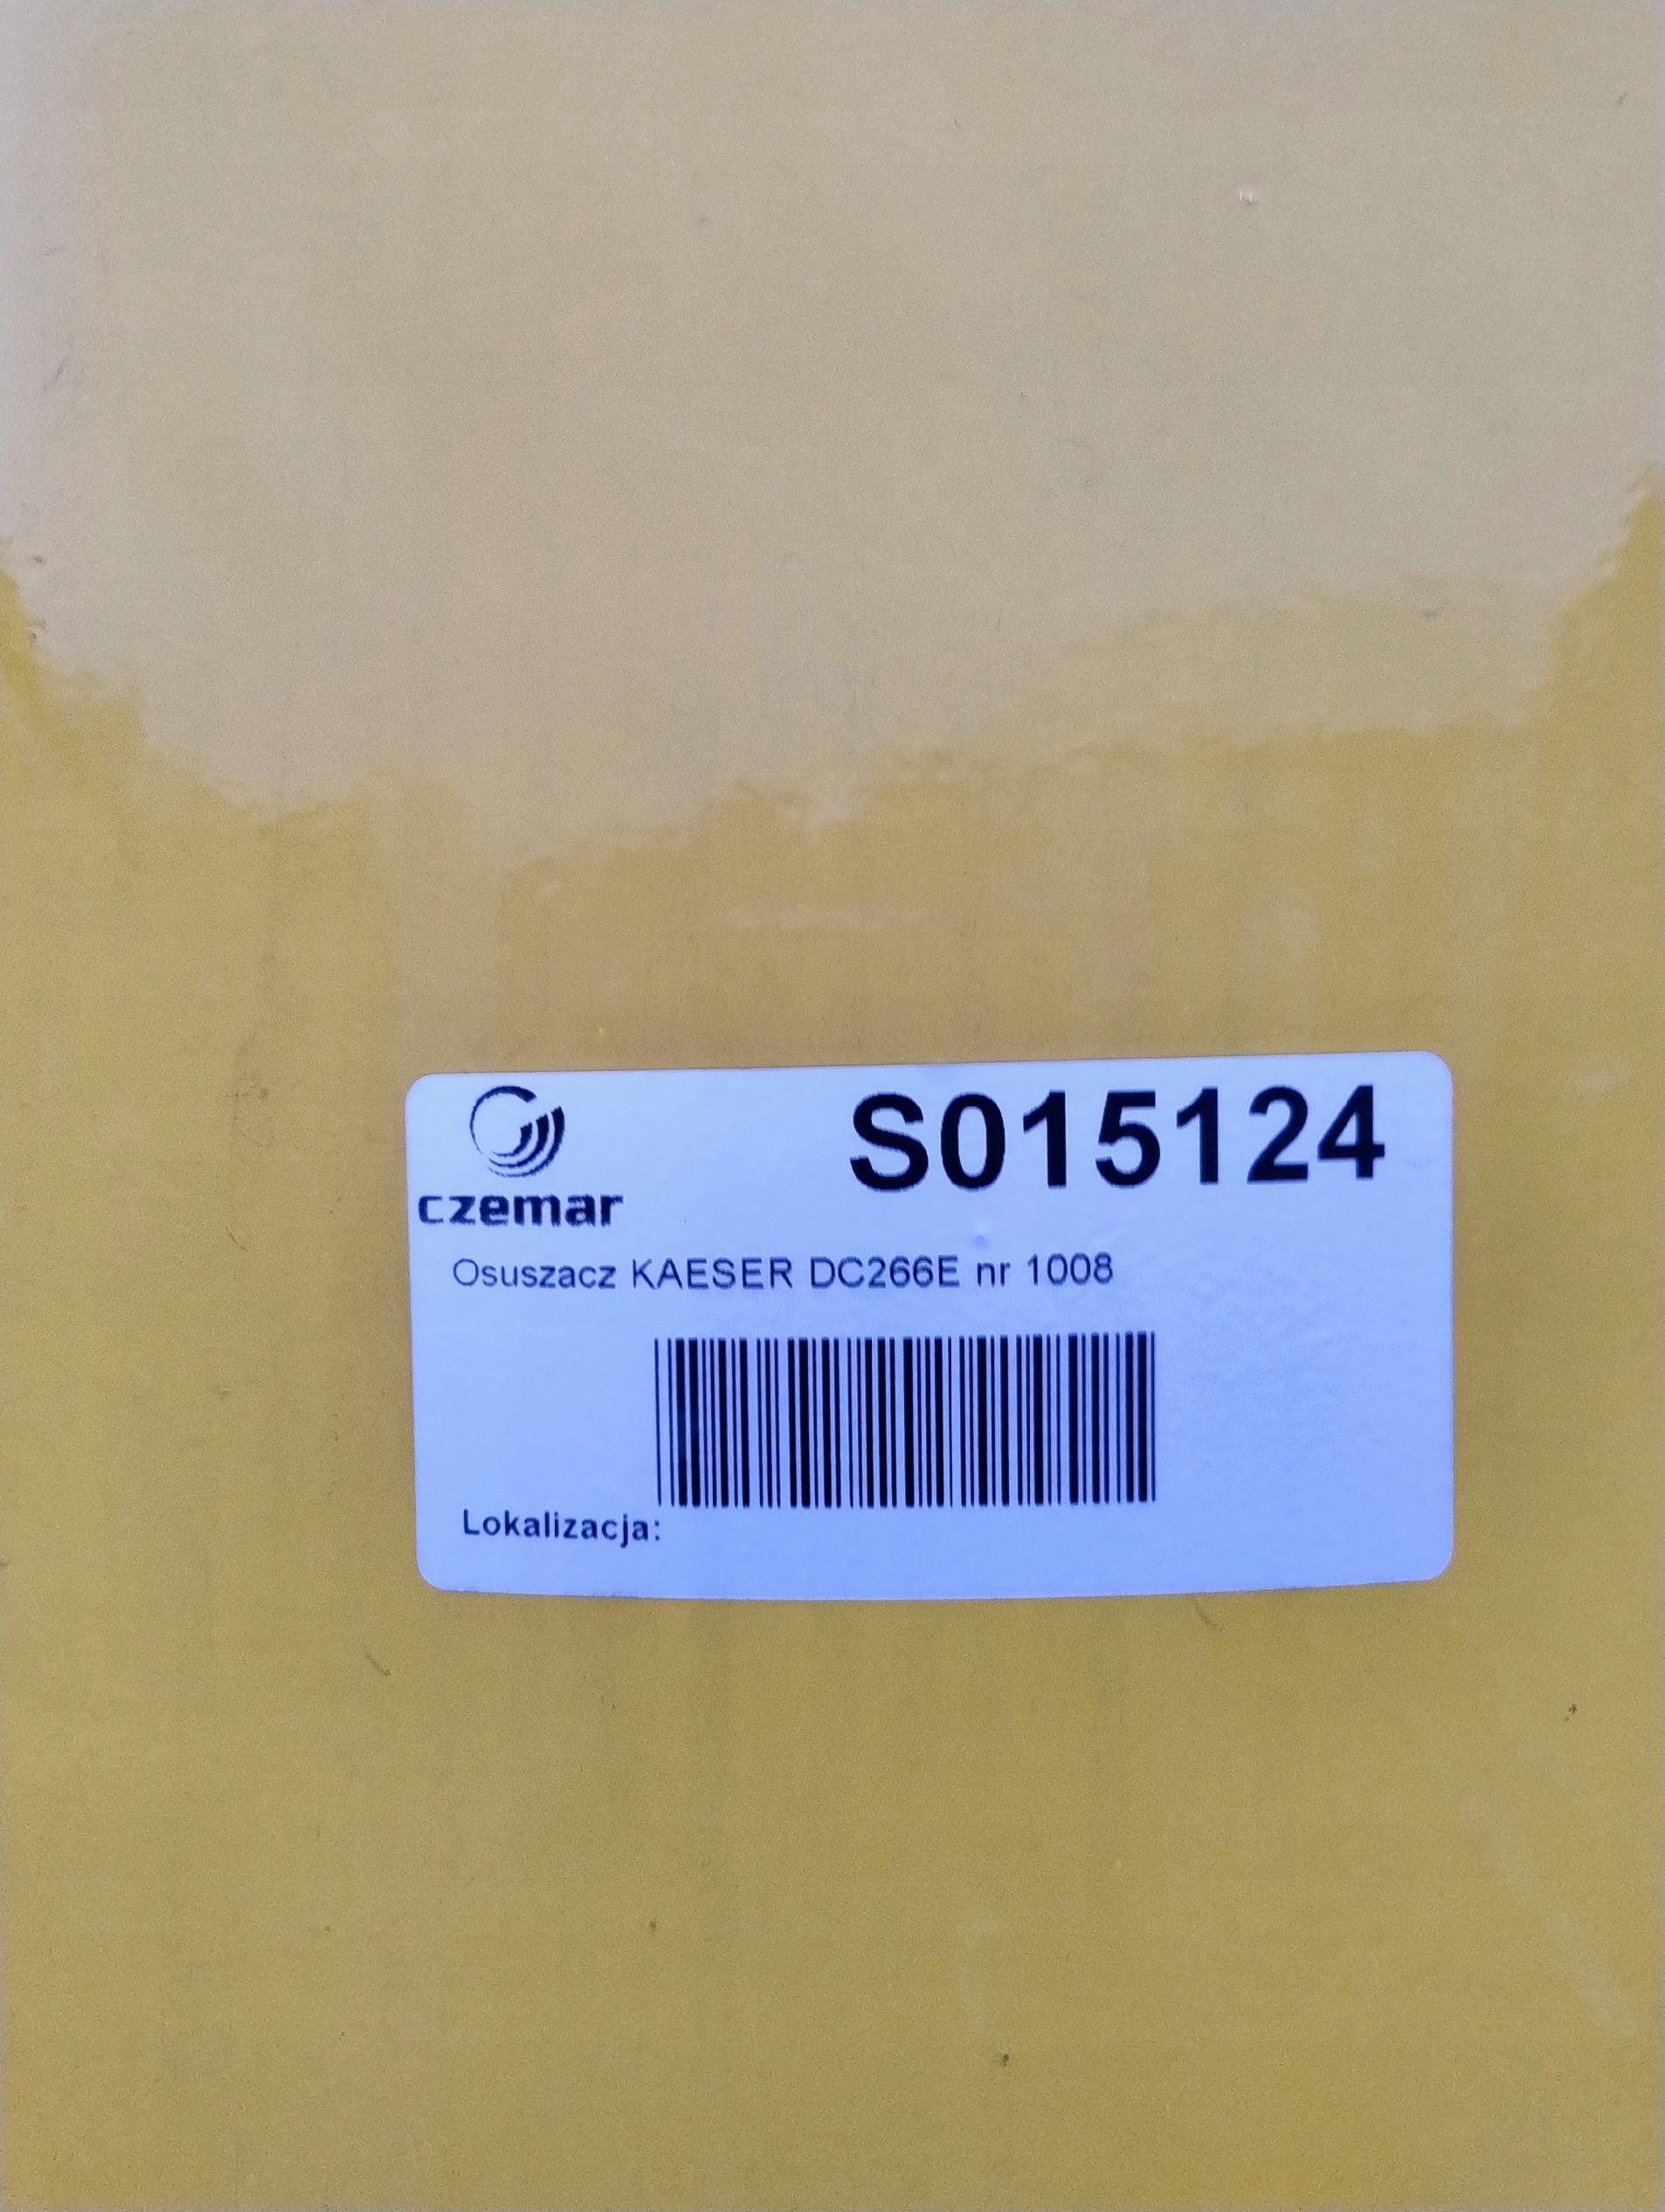 S015124
czemar
Osuszacz KAESER DC266E nr 1008
Lokalizacja: